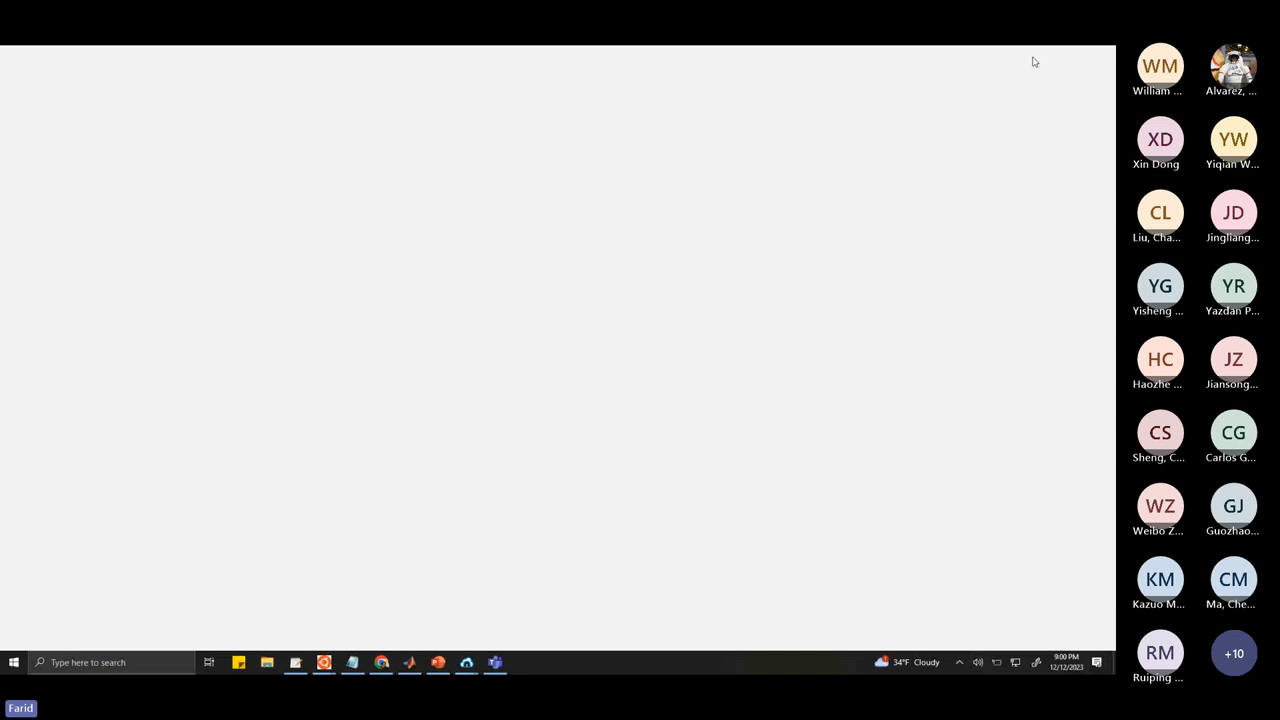 WM
William ...
Alvarez, ...
XD
Xin Dong
YW
Yiqian W...
CL
Liu, Cha...
JD
Jingliang...
YG
Yisheng ...
YR
Yazdan P...
HC
Haozhe ...
JZ
Jiansong...
CS
Sheng, C...
CG
Carlos G...
WZ
Weibo Z...
GJ
Guozhao...
KM
Kazuo M...
CM
Ma, Che...
RM
Ruiping ...
+10
Type here to search
34°F Cloudy
9:00 PM
12/12/2023
Farid